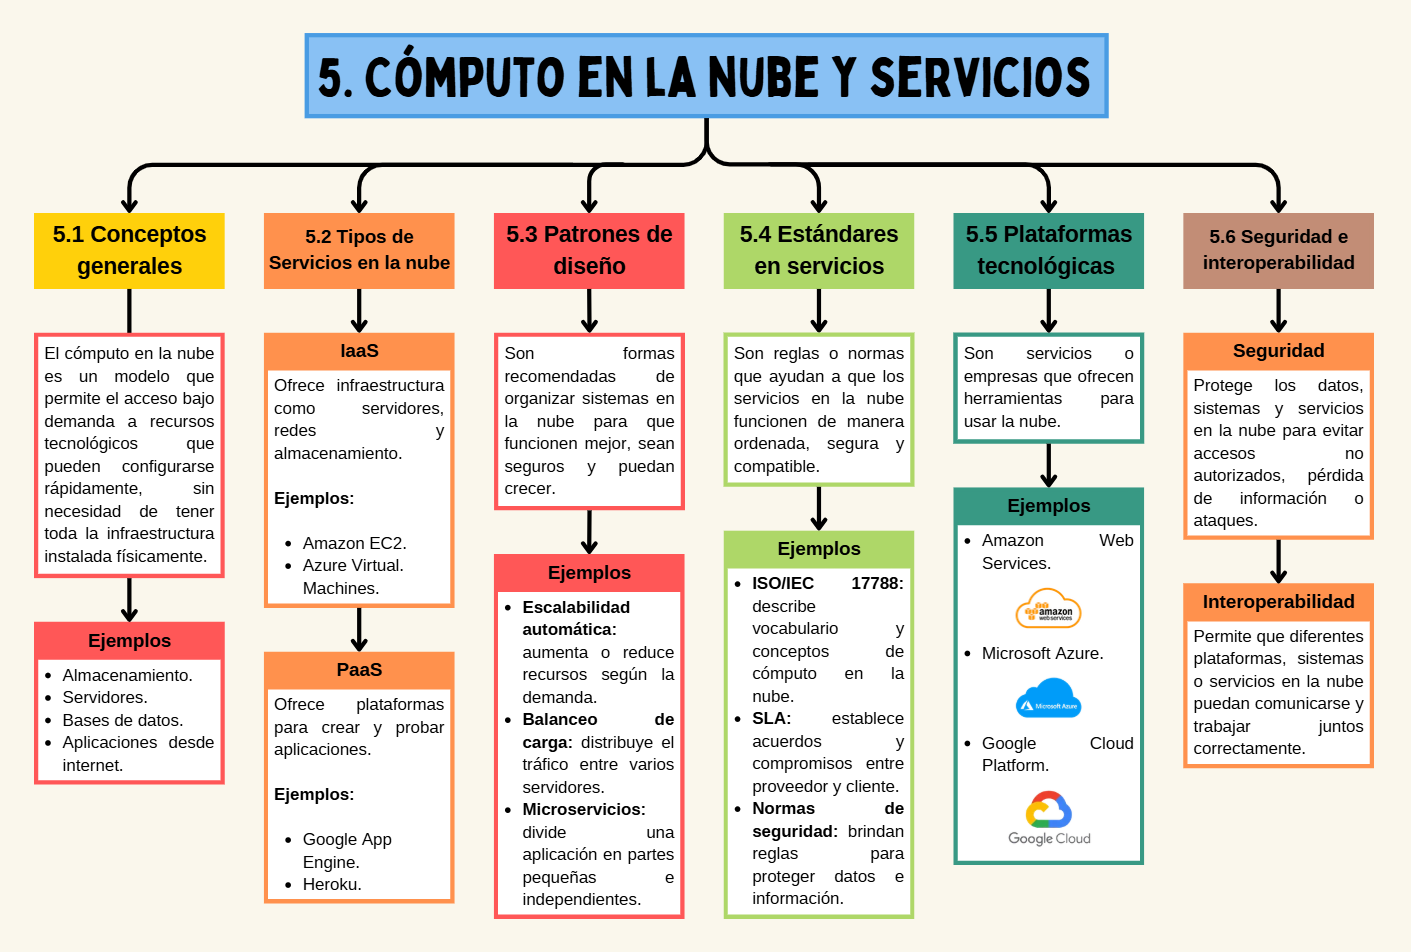 5. CÓMPUTO EN LA NUBE Y SERVICIOS
5.1 Conceptos
generales
El cómputo en la nube
es un modelo que
permite el acceso bajo
demanda a recursos
tecnológicos que
pueden configurarse
rápidamente, sin
necesidad de tener
toda la infraestructura
instalada físicamente.
Ejemplos
• Almacenamiento.
• Servidores.
• Bases de datos.
• Aplicaciones desde
internet.
5.2 Tipos de
Servicios en la nube
IaaS
Ofrece infraestructura
como servidores,
redes y
almacenamiento.
Ejemplos:
• Amazon EC2.
• Azure Virtual.
Machines.
PaaS
Ofrece plataformas
para crear y probar
aplicaciones.
Ejemplos:
• Google App
Engine.
• Heroku.
5.3 Patrones de
diseño
Son formas
recomendadas de
organizar sistemas en
la nube para que
funcionen mejor, sean
seguros y puedan
crecer.
Ejemplos
• Escalabilidad
automática:
aumenta o reduce
recursos según la
demanda.
• Balanceo de
carga: distribuye el
tráfico entre varios
servidores.
• Microservicios:
divide una
aplicación en partes
pequeñas e
independientes.
5.4 Estándares
en servicios
Son reglas o normas
que ayudan a que los
servicios en la nube
funcionen de manera
ordenada, segura y
compatible.
Ejemplos
• ISO/IEC 17788:
describe
vocabulario y
conceptos de
cómputo en la
nube.
• SLA: establece
acuerdos y
compromisos entre
proveedor y cliente.
• Normas de
seguridad: brindan
reglas para
proteger datos e
información.
5.5 Plataformas
tecnológicas
Son servicios o
empresas que ofrecen
herramientas para
usar la nube.
Ejemplos
• Amazon Web
Services.
amazon
web services
• Microsoft Azure.
Microsoft Azure
• Google Cloud
Platform.
Google Cloud
5.6 Seguridad e
interoperabilidad
Seguridad
Protege los datos,
sistemas y servicios
en la nube para evitar
accesos no
autorizados, pérdida
de información o
ataques.
Interoperabilidad
Permite que diferentes
plataformas, sistemas
o servicios en la nube
puedan comunicarse y
trabajar juntos
correctamente.